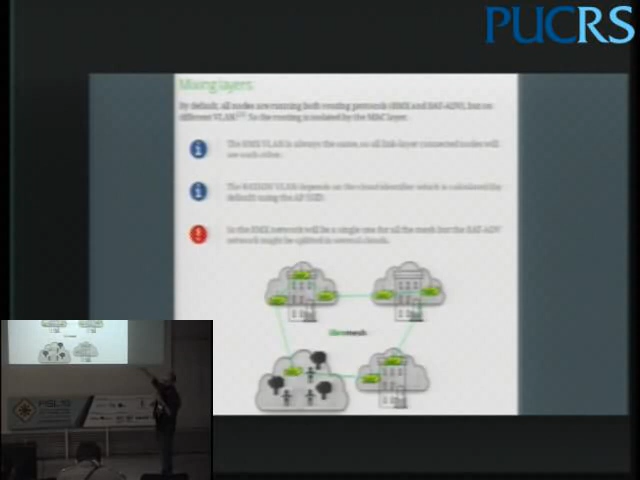 PUCRS
Mixing layers
By default, all nodes are running both routing protocols (BMX and BAT-ADV), but on
different VLAN. So the routing is isolated by the MAC layer.
The BMX VLAN is always the same, so all link-layer connected nodes will
see each other.
The BATADV VLAN depends on the cloud identifier which is calculated by
default using the AP SSID.
In the BMX network will be a single one for all the mesh but the BAT-ADV
network might be splitted in several clouds.
libremesh